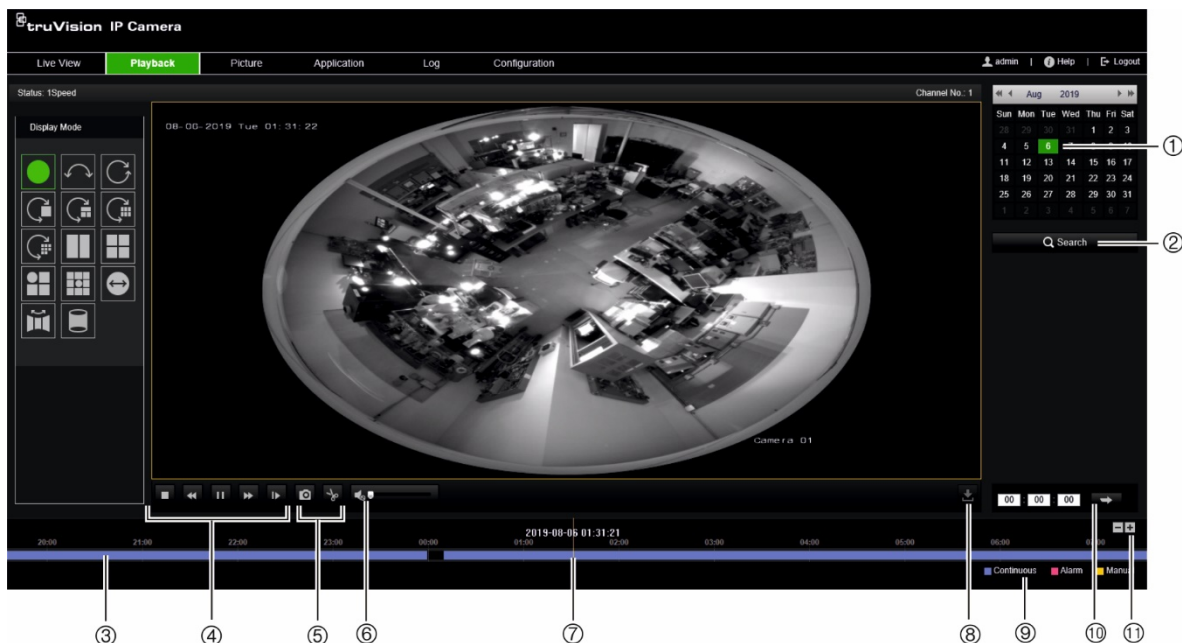 truVision IP Camera
Live View Playback Picture Application Log Configuration admin | Help | Logout
Status: 1Speed Channel No.: 1
Display Mode
08-06-2019 Tue 01:31:22
Camera 01
Aug 2019
Sun Mon Tue Wed Thu Fri Sat
28 29 30 31 1 2 3
4 5 6 7 8 9 10
11 12 13 14 15 16 17
18 19 20 21 22 23 24
25 26 27 28 29 30 31
1 2 3 4 5 6 7
①
Search
②
00 : 00 : 00
2019-08-06 01:31:21
20:00 21:00 22:00 23:00 00:00 01:00 02:00 03:00 04:00 05:00 06:00 07:00
Continuous Alarm Manual
③ ④ ⑤ ⑥ ⑦ ⑧ ⑨ ⑩ ⑪